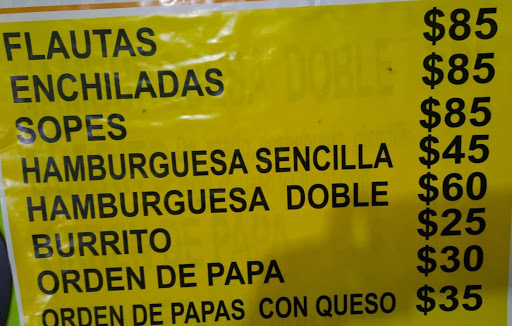 FLAUTAS $85
ENCHILADAS $85
SOPES $85
HAMBURGUESA SENCILLA $45
HAMBURGUESA DOBLE $60
BURRITO $25
ORDEN DE PAPA $30
ORDEN DE PAPAS CON QUESO $35